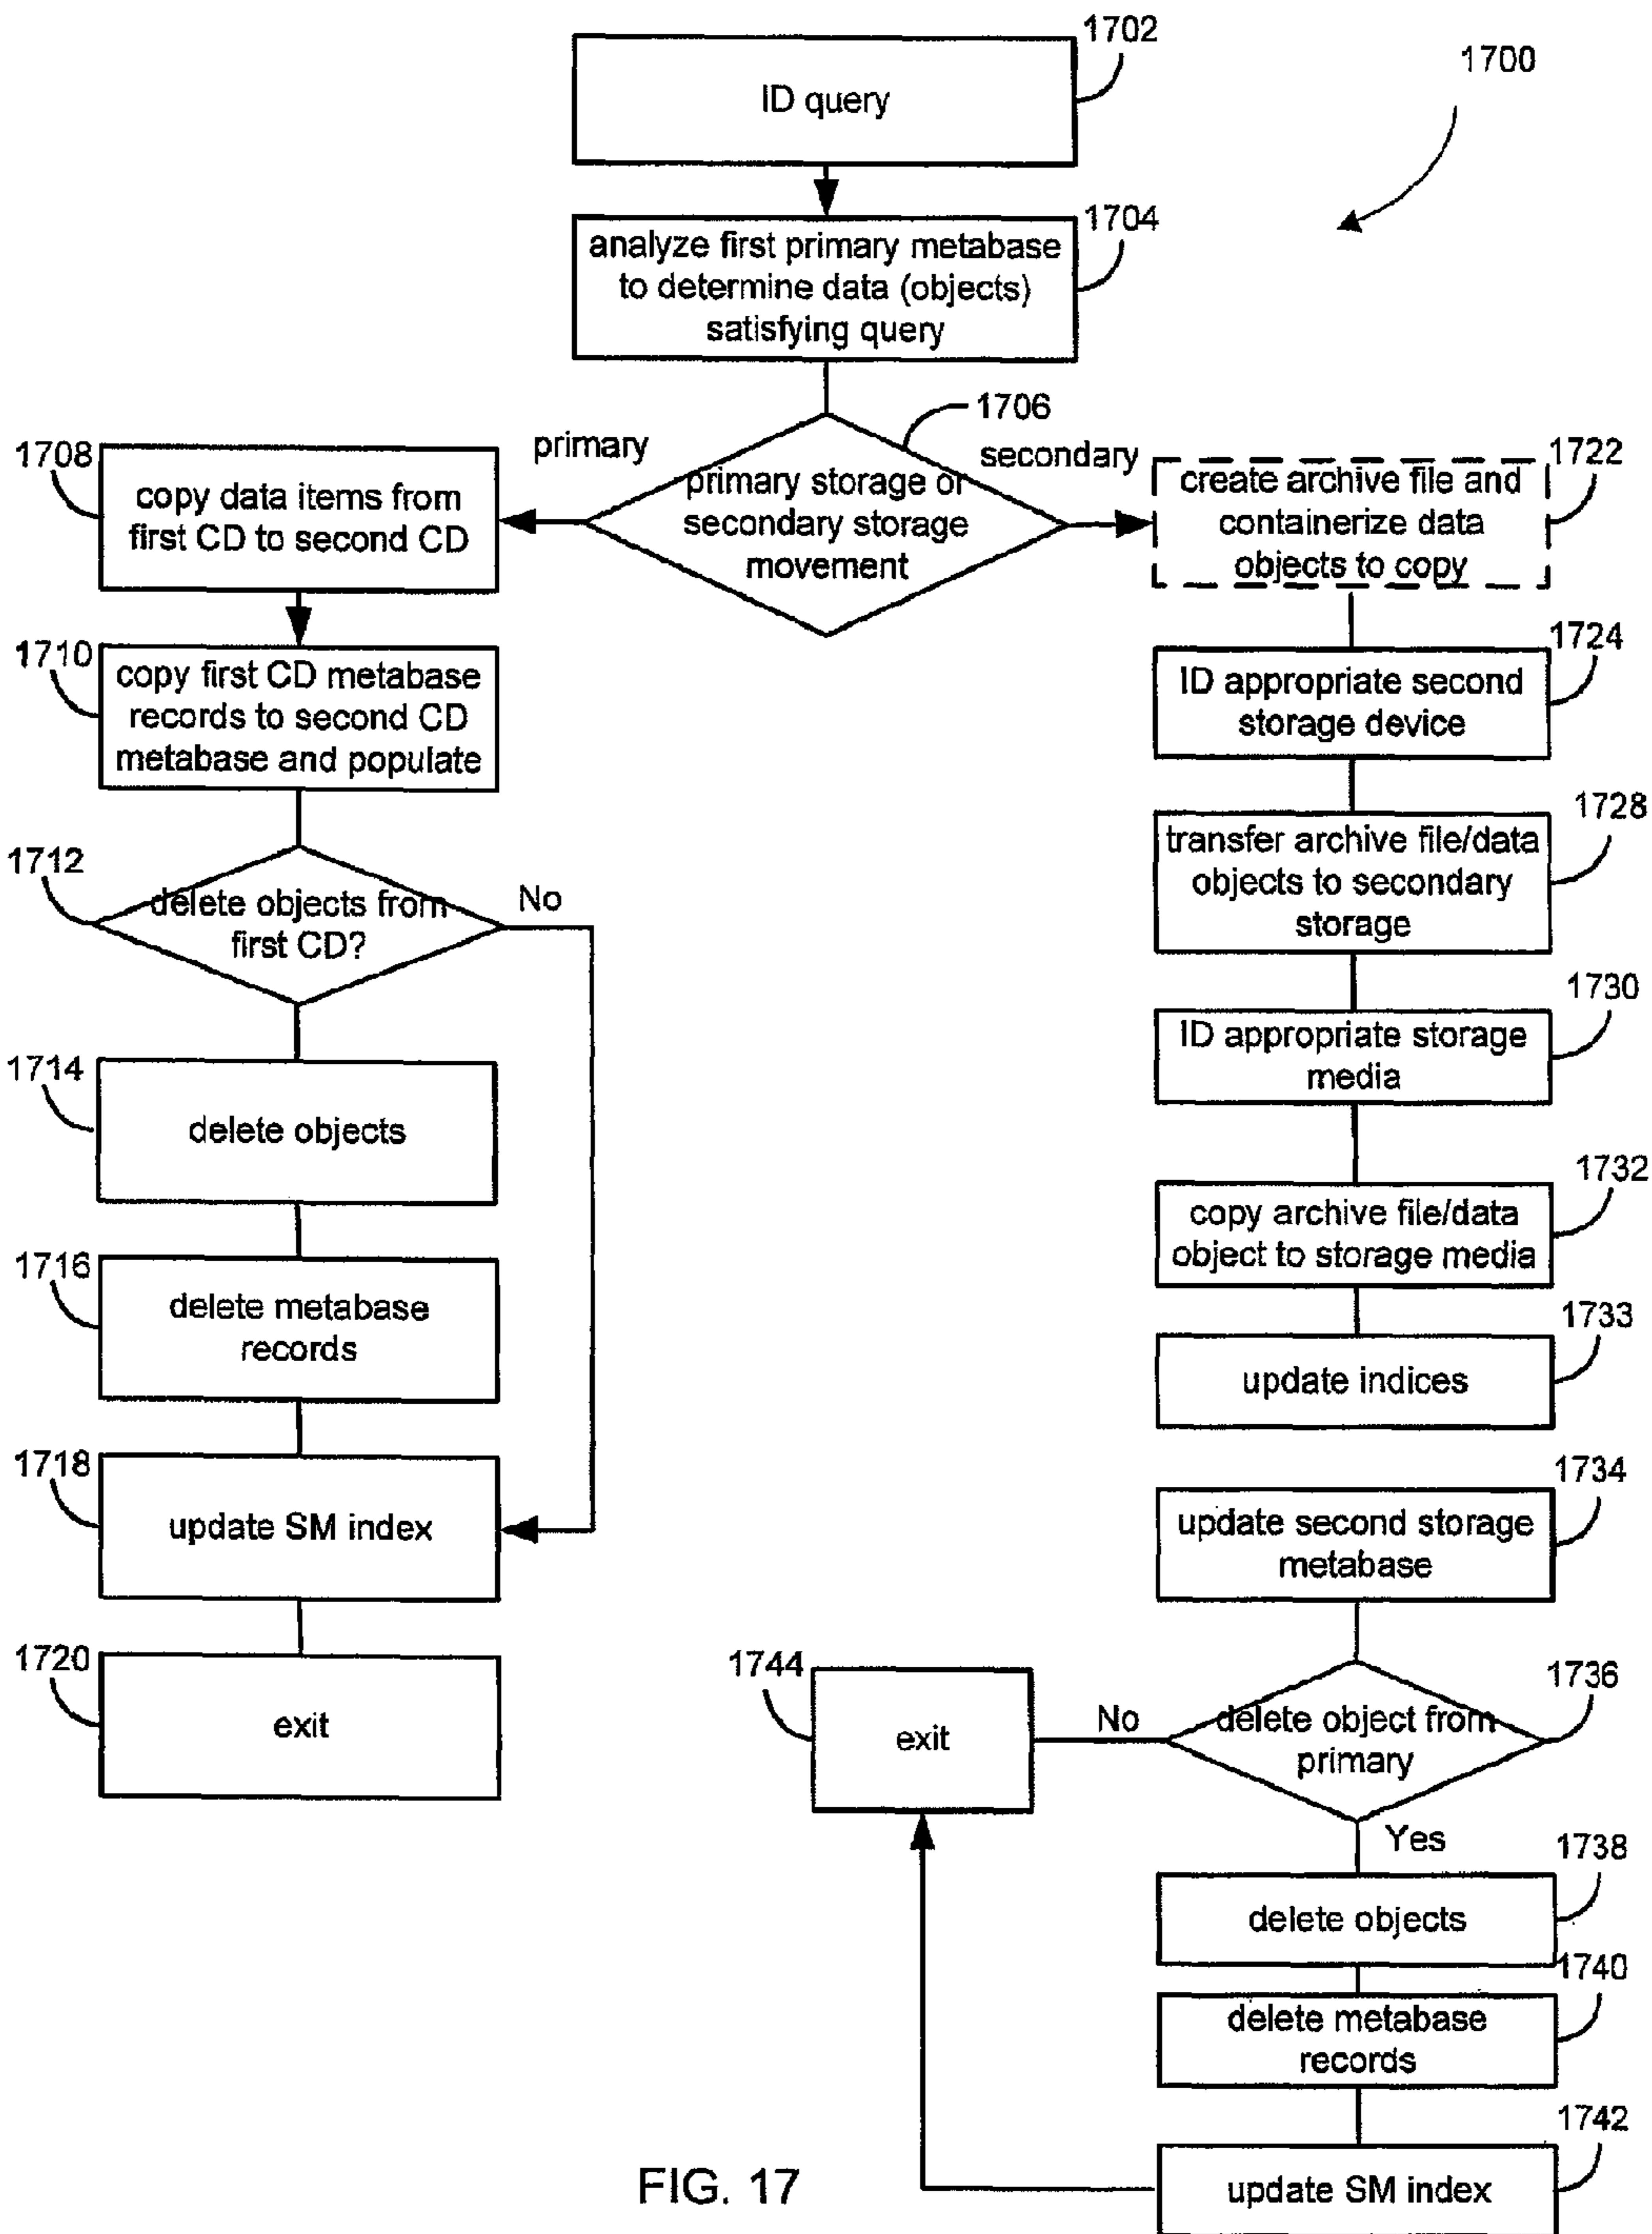 1702
1700
ID query
1704
analyze first primary metabase
to determine data (objects)
satisfying query
1706
primary
secondary
primary storage or
secondary storage
movement
1708
copy data items from
first CD to second CD
1710
copy first CD metabase
records to second CD
metabase and populate
1712
delete objects from
first CD?
No
1714
delete objects
1716
delete metabase
records
1718
update SM index
1720
exit
1722
create archive file and
containerize data
objects to copy
1724
ID appropriate second
storage device
1728
transfer archive file/data
objects to secondary
storage
1730
ID appropriate storage
media
1732
copy archive file/data
object to storage media
1733
update indices
1734
update second storage
metabase
1736
delete object from
primary
No
1744
exit
Yes
1738
delete objects
1740
delete metabase
records
1742
update SM index
FIG. 17